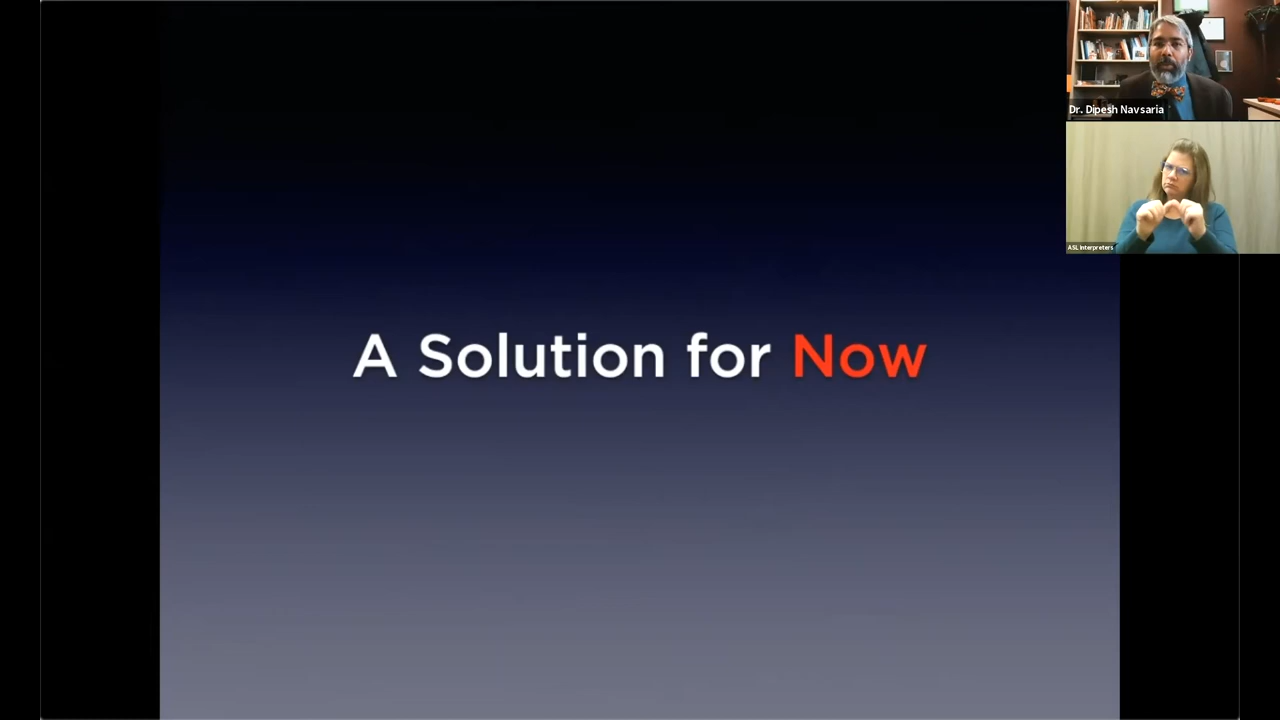 Dr. Dipesh Navsaria
ASL Interpreters
A Solution for Now